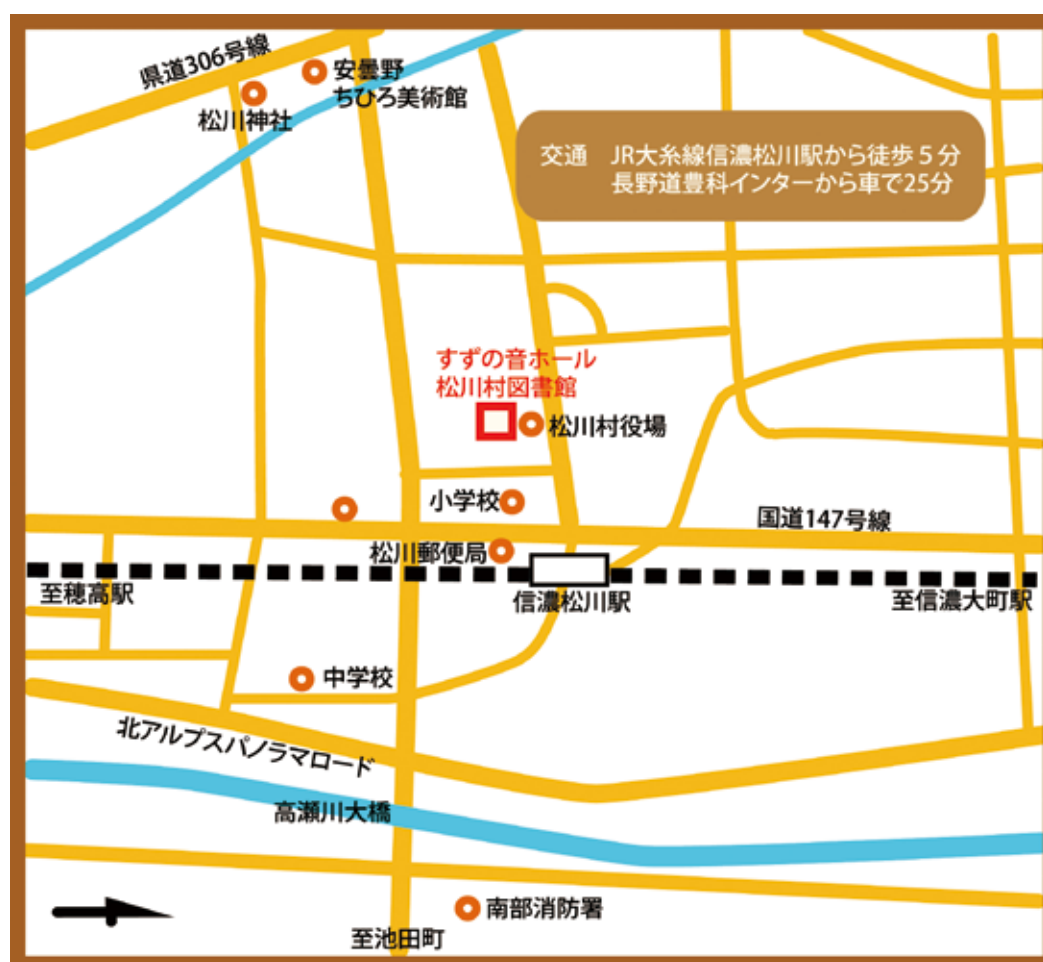 県道306号線
安曇野
ちひろ美術館
松川神社
交通　JR大糸線信濃松川駅から徒歩５分
長野道豊科インターから車で25分
すずの音ホール
松川村図書館
松川村役場
小学校
国道147号線
松川郵便局
至穂高駅
信濃松川駅
至信濃大町駅
中学校
北アルプスパノラマロード
高瀬川大橋
南部消防署
至池田町